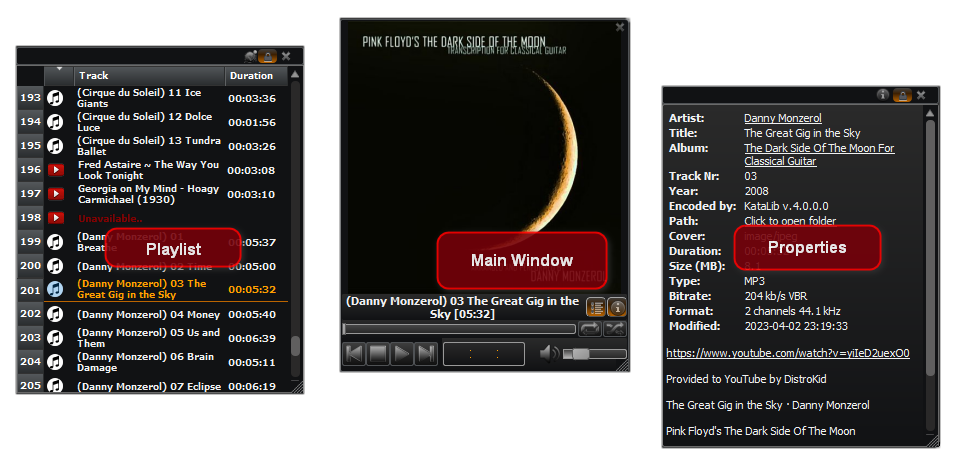 Track Duration
193 (Cirque du Soleil) 11 Ice
Giants 00:03:36
194 (Cirque du Soleil) 12 Dolce
Luce 00:01:56
195 (Cirque du Soleil) 13 Tundra
Ballet 00:03:26
196 Fred Astaire ~ The Way You
Look Tonight 00:03:08
197 Georgia on My Mind - Hoagy
Carmichael (1930) 00:03:10
198 Unavailable..
199 (Danny Monzerol) 01
Breathe 00:05:37
Playlist
200 (Danny Monzerol) 02 Time 00:05:00
201 (Danny Monzerol) 03 The
Great Gig in the Sky 00:05:32
202 (Danny Monzerol) 04 Money 00:05:40
203 (Danny Monzerol) 05 Us and
Them 00:06:39
204 (Danny Monzerol) 06 Brain
Damage 00:05:11
205 (Danny Monzerol) 07 Eclipse 00:06:19
PINK FLOYD'S THE DARK SIDE OF THE MOON
TRANSCRIPTION FOR CLASSICAL GUITAR
Main Window
DANNY MONZEROL
(Danny Monzerol) 03 The Great Gig in the
Sky [05:32]
: :
Artist: Danny Monzerol
Title: The Great Gig in the Sky
Album: The Dark Side Of The Moon For
Classical Guitar
Track Nr: 03
Year: 2008
Encoded by: KataLib v.4.0.0.0
Path: Click to open folder
Cover: image/jpeg
Properties
Duration:
Size (MB): 8.1
Type: MP3
Bitrate: 204 kb/s VBR
Format: 2 channels 44.1 kHz
Modified: 2023-04-02 23:19:33
https://www.youtube.com/watch?v=yiIeD2uexO0
Provided to YouTube by DistroKid
The Great Gig in the Sky · Danny Monzerol
Pink Floyd's The Dark Side Of The Moon